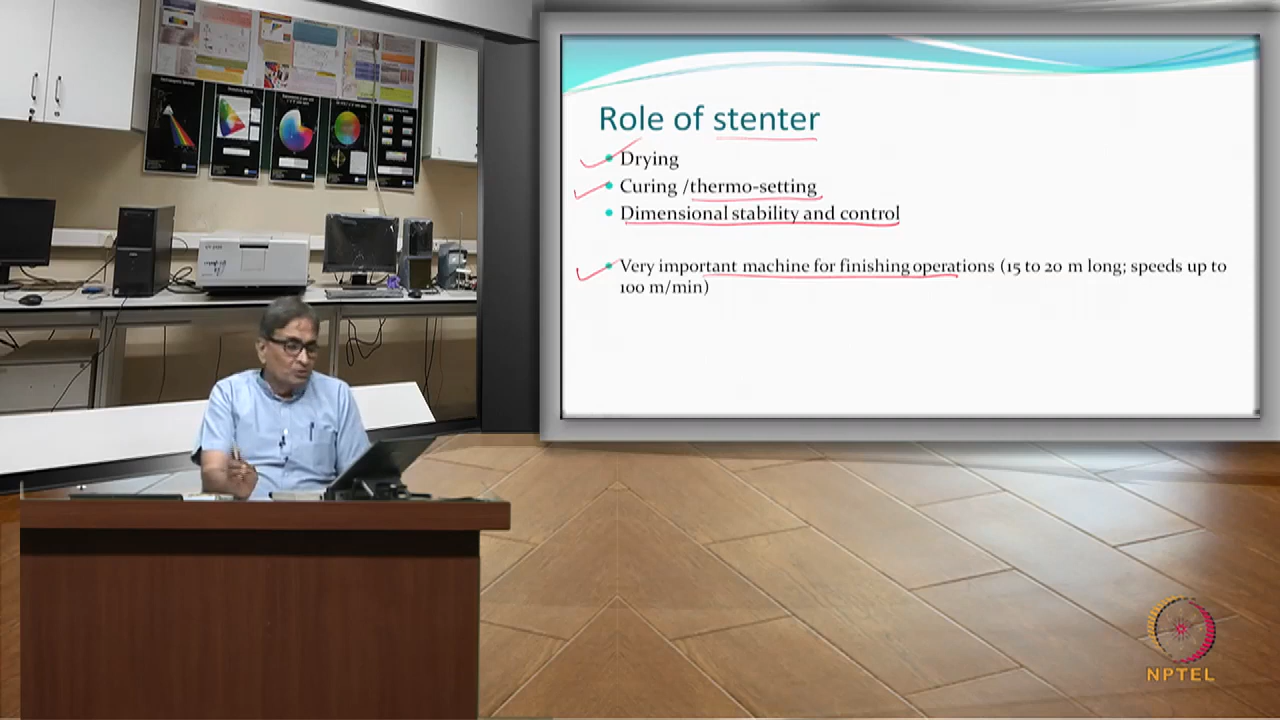 Role of stenter
Drying
Curing /thermo-setting
Dimensional stability and control
Very important machine for finishing operations (15 to 20 m long; speeds up to
100 m/min)
NPTEL